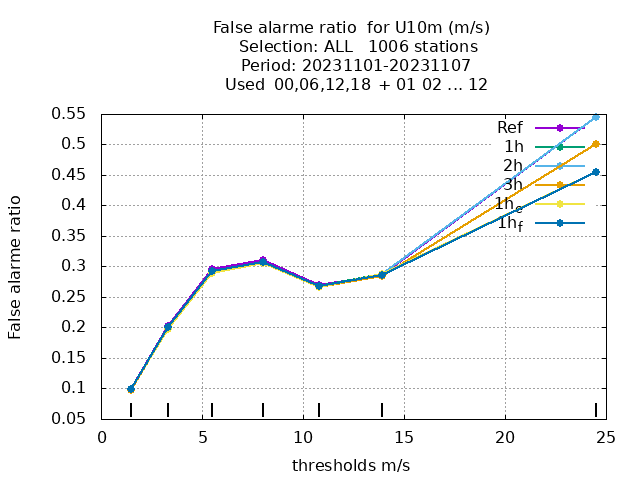 False alarme ratio for U10m (m/s)
Selection: ALL 1006 stations
Period: 20231101-20231107
Used 00,06,12,18 + 01 02 ... 12
0.55
0.5
0.45
0.4
0.35
0.3
0.25
0.2
0.15
0.1
0.05
0 5 10 15 20 25
False alarme ratio
thresholds m/s
Ref
1h
2h
3h
1h_e
1h_f